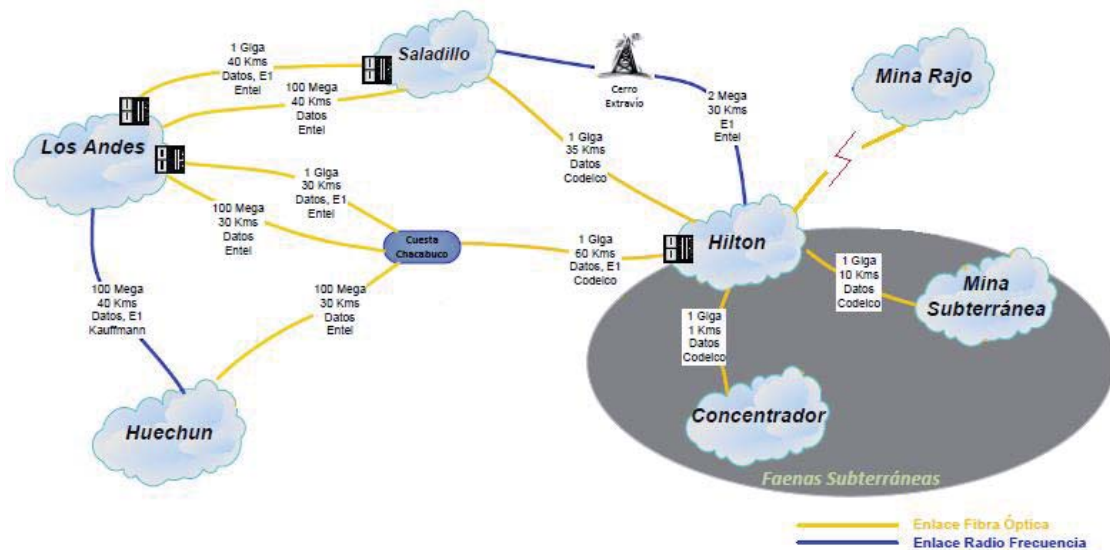 1 Giga
40 Kms
Datos, E1
Entel
Saladillo
100 Mega
40 Kms
Datos
Entel
Cerro
Extravío
2 Mega
30 Kms
E1
Entel
Mina Rajo
Los Andes
1 Giga
35 Kms
Datos
Codelco
1 Giga
30 Kms
Datos, E1
Entel
100 Mega
30 Kms
Datos
Entel
Cuesta
Chacabuco
1 Giga
60 Kms
Datos, E1
Codelco
Hilton
1 Giga
10 Kms
Datos
Codelco
Mina
Subterránea
100 Mega
40 Kms
Datos, E1
Kauffmann
100 Mega
30 Kms
Datos
Entel
1 Giga
1 Kms
Datos
Codelco
Huechun
Concentrador
Faenas Subterráneas
Enlace Fibra Óptica
Enlace Radio Frecuencia